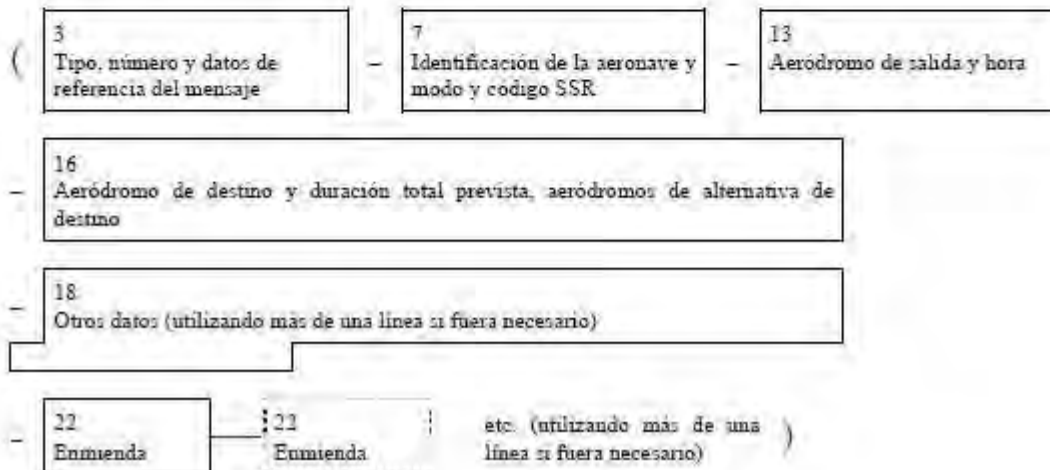 3
Tipo, número y datos de
referencia del mensaje
7
Identificación de la aeronave y
modo y código SSR
13
Aeródromo de salida y hora
( – –
16
Aeródromo de destino y duración total prevista, aeródromos de alternativa de
destino
–
18
Otros datos (utilizando más de una línea si fuera necesario)
–
22
Enmienda
22
Enmienda
etc. (utilizando más de una
línea si fuera necesario)
– )